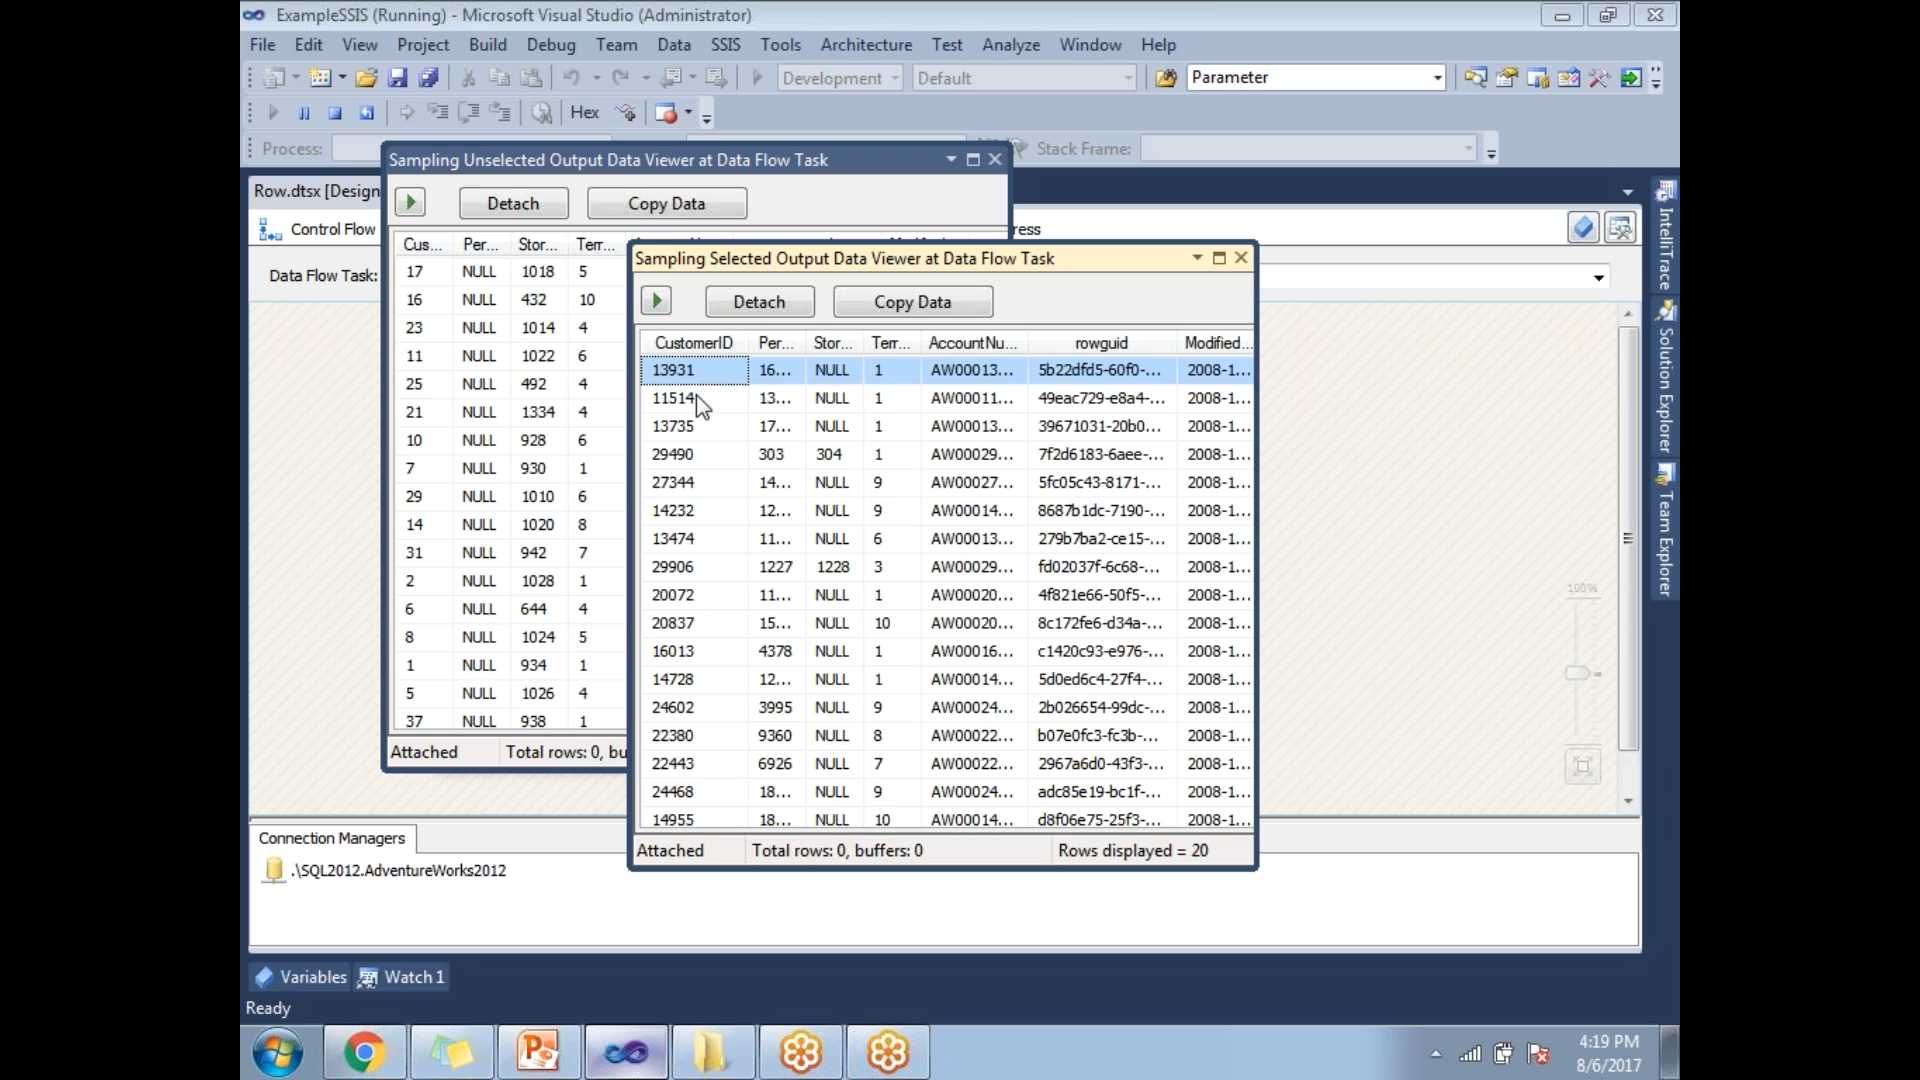 ExampleSSIS (Running) - Microsoft Visual Studio (Administrator)
File Edit View Project Build Debug Team Data SSIS Tools Architecture Test Analyze Window Help
Development Default Parameter
Hex
Process: Stack Frame:
Sampling Unselected Output Data Viewer at Data Flow Task
Row.dtsx [Design
Detach Copy Data
Control Flow
ress
Data Flow Task:
Cus... Per... Stor... Terr...
17 NULL 1018 5
16 NULL 432 10
23 NULL 1014 4
11 NULL 1022 6
25 NULL 492 4
21 NULL 1334 4
10 NULL 928 6
7 NULL 930 1
29 NULL 1010 6
14 NULL 1020 8
31 NULL 942 7
2 NULL 1028 1
6 NULL 644 4
8 NULL 1024 5
1 NULL 934 1
5 NULL 1026 4
37 NULL 938 1
Attached Total rows: 0, bu
Sampling Selected Output Data Viewer at Data Flow Task
Detach Copy Data
CustomerID Per... Stor... Terr... AccountNu... rowguid Modified...
13931 16... NULL 1 AW00013... 5b22dfd5-60f0-... 2008-1...
11514 13... NULL 1 AW00011... 49eac729-e8a4-... 2008-1...
13735 17... NULL 1 AW00013... 39671031-20b0... 2008-1...
29490 303 304 1 AW00029... 7f2d6183-6aee-... 2008-1...
27344 14... NULL 9 AW00027... 5fc05c43-8171-... 2008-1...
14232 12... NULL 9 AW00014... 8687b1dc-7190-... 2008-1...
13474 11... NULL 6 AW00013... 279b7ba2-ce15-... 2008-1...
29906 1227 1228 3 AW00029... fd02037f-6c68-... 2008-1...
20072 11... NULL 1 AW00020... 4f821e66-50f5-... 2008-1...
20837 15... NULL 10 AW00020... 8c172fe6-d34a-... 2008-1...
16013 4378 NULL 1 AW00016... c1420c93-e976-... 2008-1...
14728 12... NULL 1 AW00014... 5d0ed6c4-27f4-... 2008-1...
24602 3995 NULL 9 AW00024... 2b026654-99dc-... 2008-1...
22380 9360 NULL 8 AW00022... b07e0fc3-fc3b-... 2008-1...
22443 6926 NULL 7 AW00022... 2967a6d0-43f3-... 2008-1...
24468 18... NULL 9 AW00024... adc85e19-bc1f-... 2008-1...
14955 18... NULL 10 AW00014... d8f06e75-25f3-... 2008-1...
Attached Total rows: 0, buffers: 0 Rows displayed = 20
100%
IntelliTrace
Solution Explorer
Team Explorer
Connection Managers
.\SQL2012.AdventureWorks2012
Variables Watch 1
Ready
4:19 PM
8/6/2017